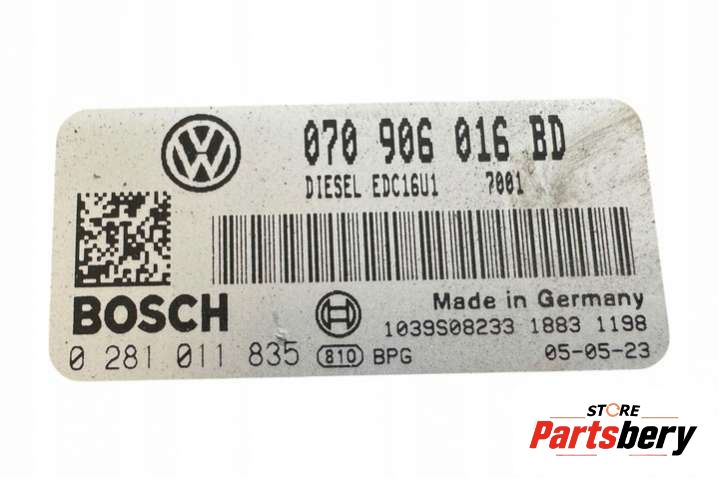 070 906 016 BD
DIESEL EDC16U1 7001
BOSCH
Made in Germany
1039S08233 1883 1198
0 281 011 835 810 BPG 05-05-23
STORE
Partsbery